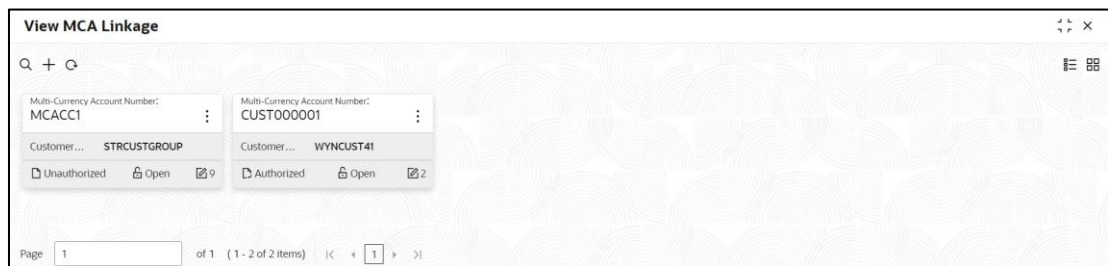 View MCA Linkage
Multi-Currency Account Number: Multi-Currency Account Number:
MCACC1 CUST000001
Customer... STRCUSTGROUP Customer... WYNCUST41
Unauthorized Open 9 Authorized Open 2
Page 1 of 1 (1 - 2 of 2 items) 1